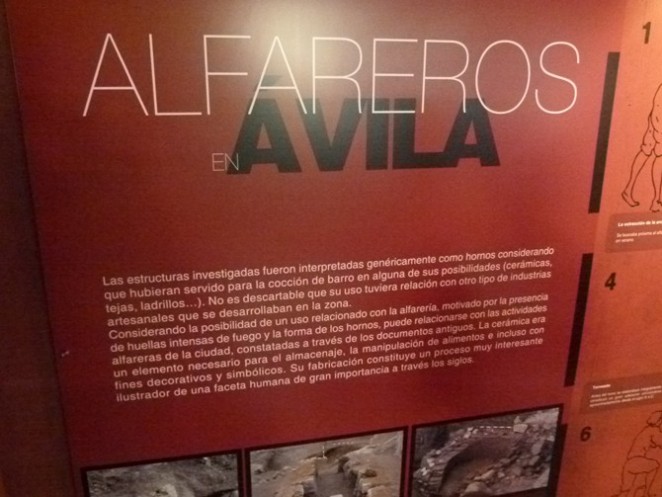 ALFAREROS
EN ÁVILA
Las estructuras investigadas fueron interpretadas genéricamente como hornos considerando
que hubieran servido para la cocción de barro en alguna de sus posibilidades (cerámicas,
tejas, ladrillos...). No es descartable que su uso tuviera relación con otro tipo de industrias
artesanales que se desarrollaban en la zona.
Considerando la posibilidad de un uso relacionado con la alfarería, motivado por la presencia
de huellas intensas de fuego y la forma de los hornos, puede relacionarse con las actividades
alfareras de la ciudad, constatadas a través de los documentos antiguos. La cerámica era
un elemento necesario para el almacenaje, la manipulación de alimentos e incluso con
fines decorativos y simbólicos. Su fabricación constituye un proceso muy interesante
ilustrador de una faceta humana de gran importancia a través los siglos.
1
La extracción de la
4
6